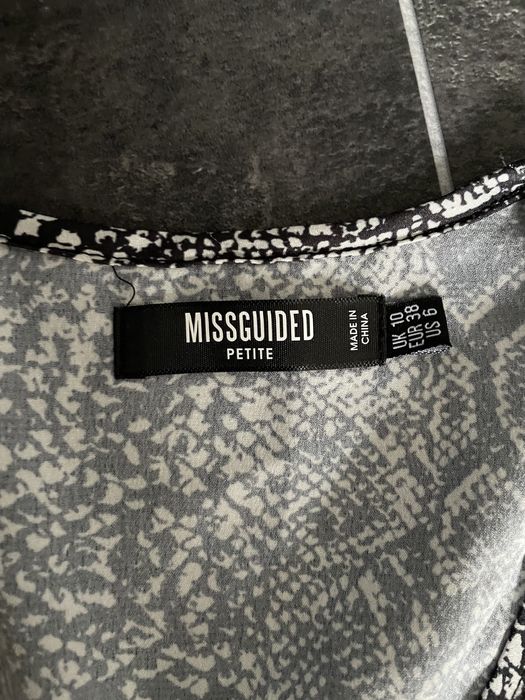 MISSGUIDED
PETITE
MADE IN
CHINA
UK 10
EUR 38
US 6